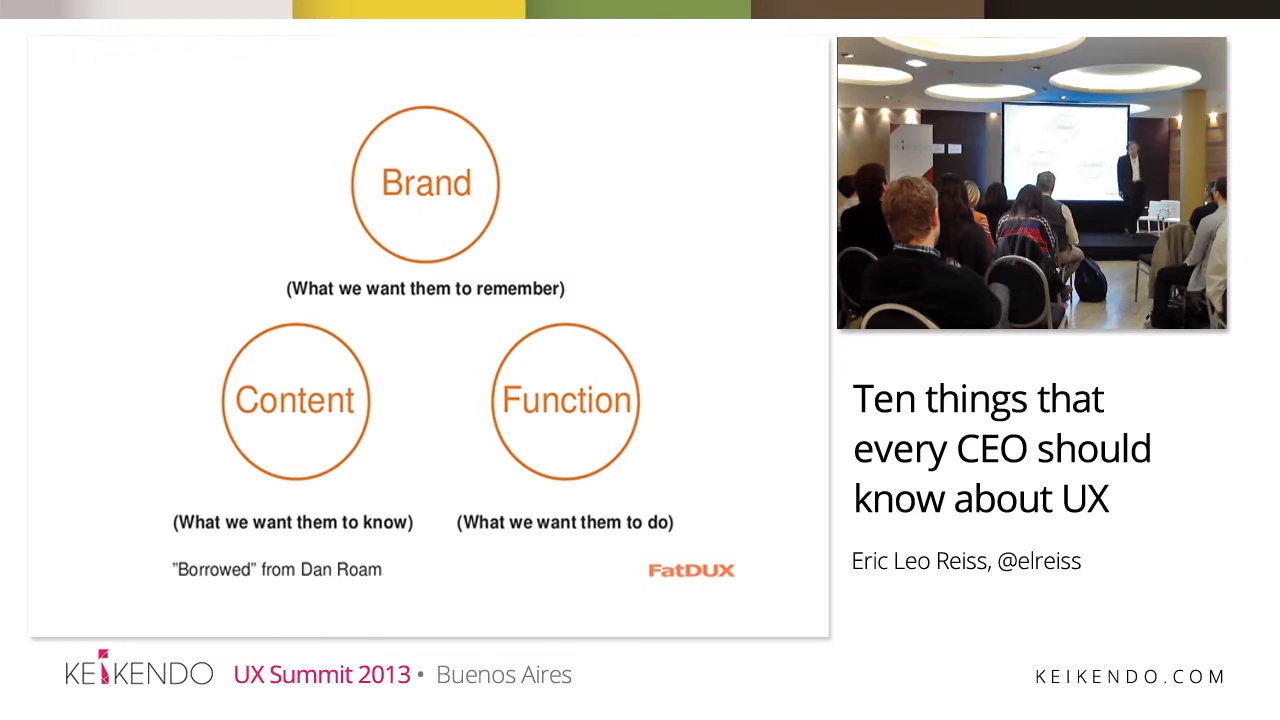 Brand
(What we want them to remember)
Content
Function
(What we want them to know)
(What we want them to do)
"Borrowed" from Dan Roam
FatDUX
Ten things that
every CEO should
know about UX
Eric Leo Reiss, @elreiss
KEIKENDO
UX Summit 2013 • Buenos Aires
KEIKENDO.COM